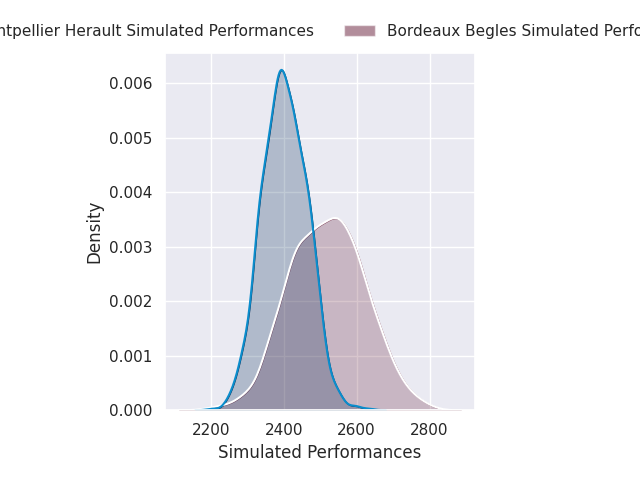 ntpellier Herault Simulated Performances
Bordeaux Begles Simulated Perfo
0.006
0.005
0.004
0.003
0.002
0.001
0.000
Density
2200
2400
2600
2800
Simulated Performances